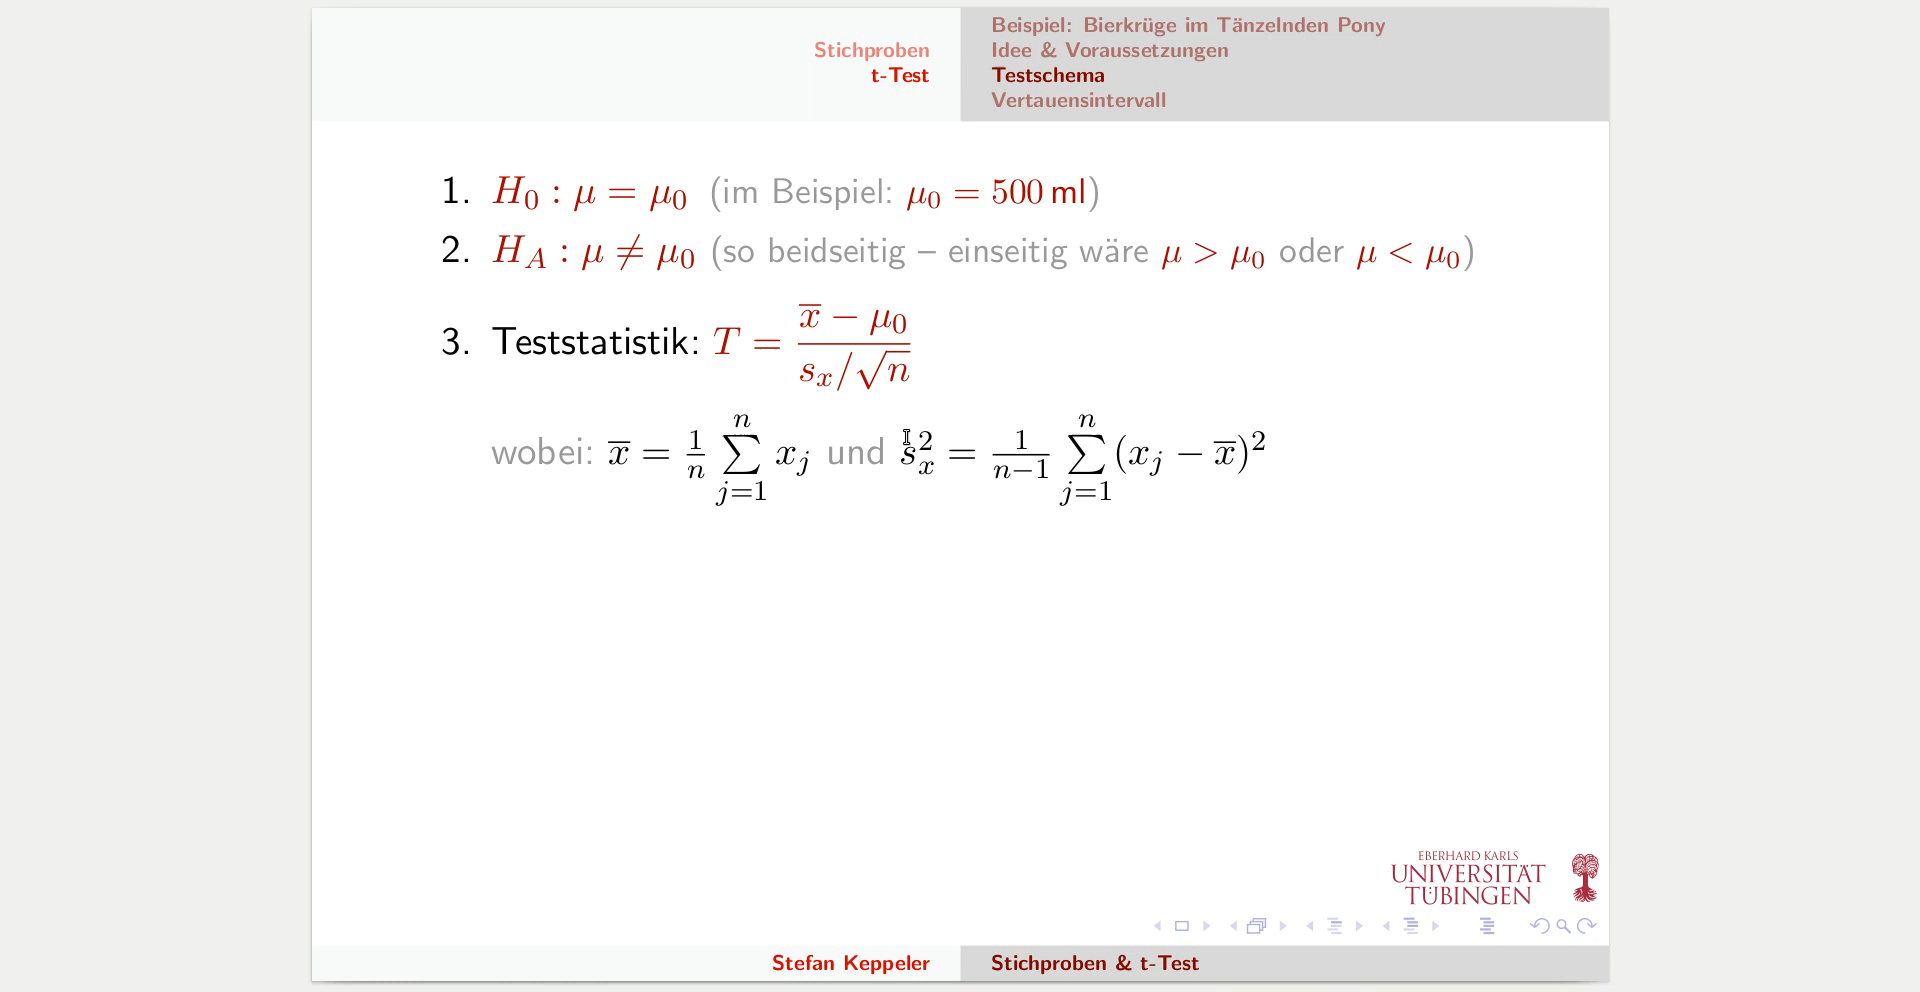 Stichproben
t-Test
Beispiel: Bierkrüge im Tänzelnden Pony
Idee & Voraussetzungen
Testschema
Vertauensintervall
1. H₀ : μ = μ₀ (im Beispiel: μ₀ = 500 ml)
2. H_A : μ ≠ μ₀ (so beidseitig – einseitig wäre μ > μ₀ oder μ < μ₀)
3. Teststatistik: T = (x̅ − μ₀) / (sₓ/√n)
wobei: x̅ = 1/n ∑_{j=1}^{n} x_j und s_x^2 = 1/(n−1) ∑_{j=1}^{n} (x_j − x̅)²
EBERHARD KARLS
UNIVERSITÄT
TÜBINGEN
Stefan Keppeler
Stichproben & t-Test